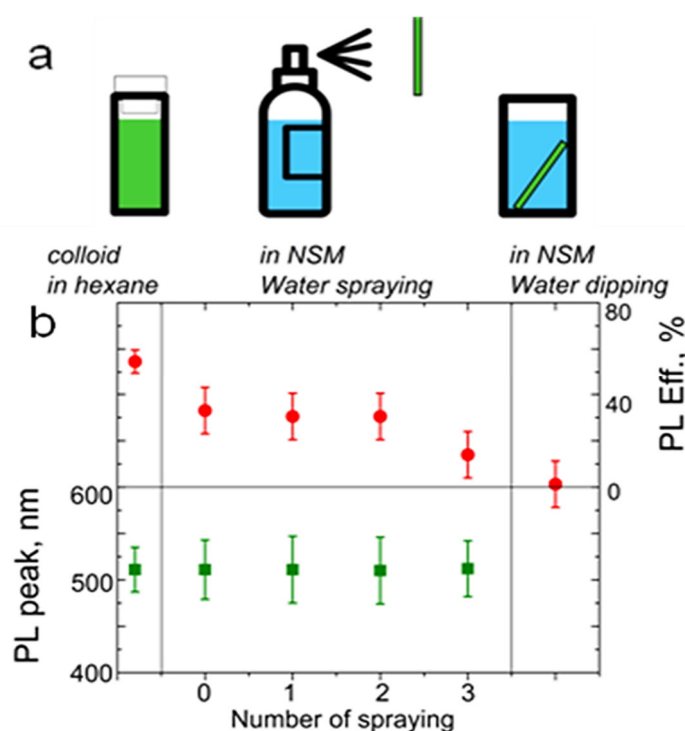 a
colloid
in hexane
in NSM
Water spraying
in NSM
Water dipping
b
80
40
0
PL Eff., %
600
500
400
PL peak, nm
0 1 2 3
Number of spraying